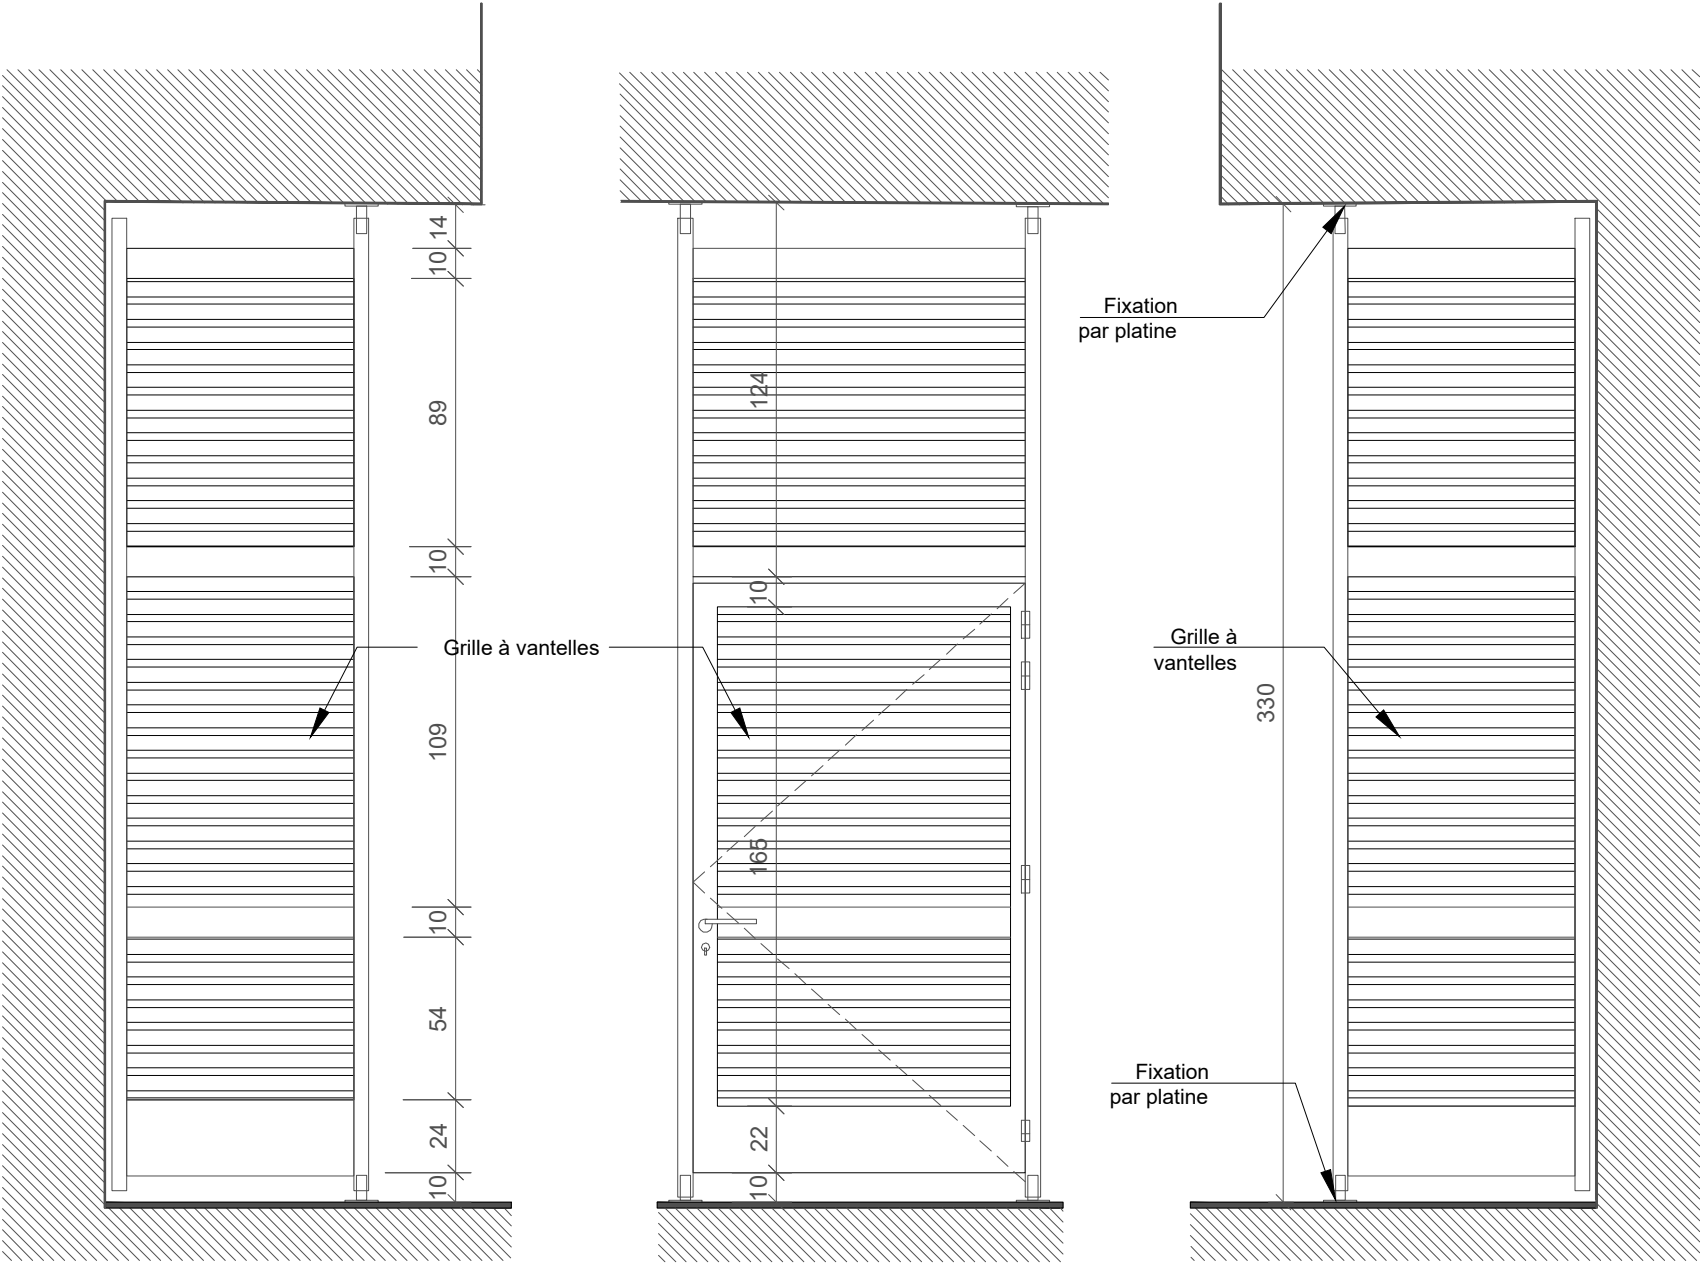 14
10
89
10
109
10
54
24
10
Grille à vantelles
124
10
165
22
10
Fixation
par platine
Grille à
vantelles
330
Fixation
par platine